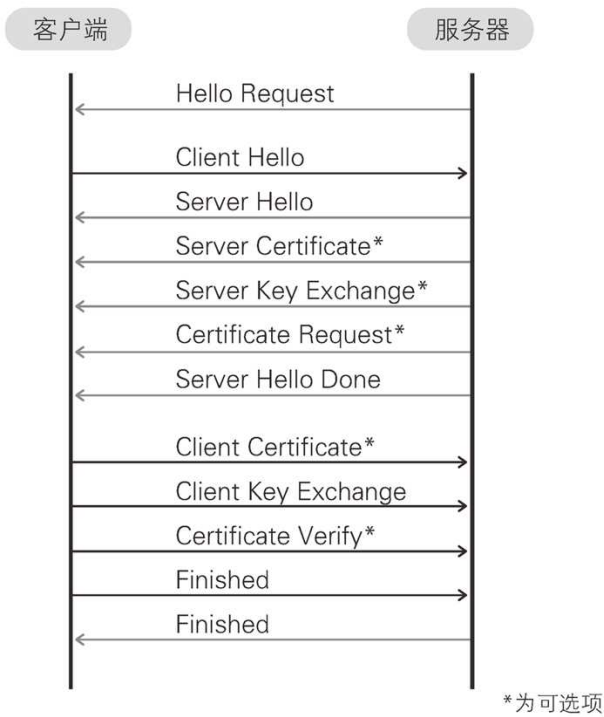 客户端
服务器
Hello Request
Client Hello
Server Hello
Server Certificate*
Server Key Exchange*
Certificate Request*
Server Hello Done
Client Certificate*
Client Key Exchange
Certificate Verify*
Finished
Finished
*为可选项